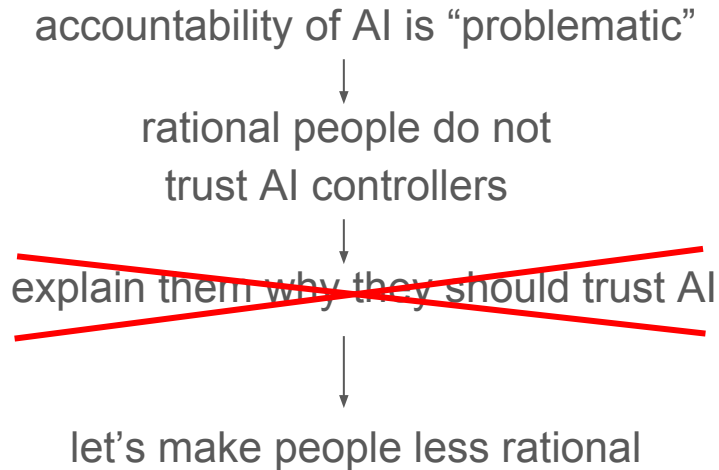 accountability of AI is “problematic”
rational people do not
trust AI controllers
explain them why they should trust AI
let’s make people less rational